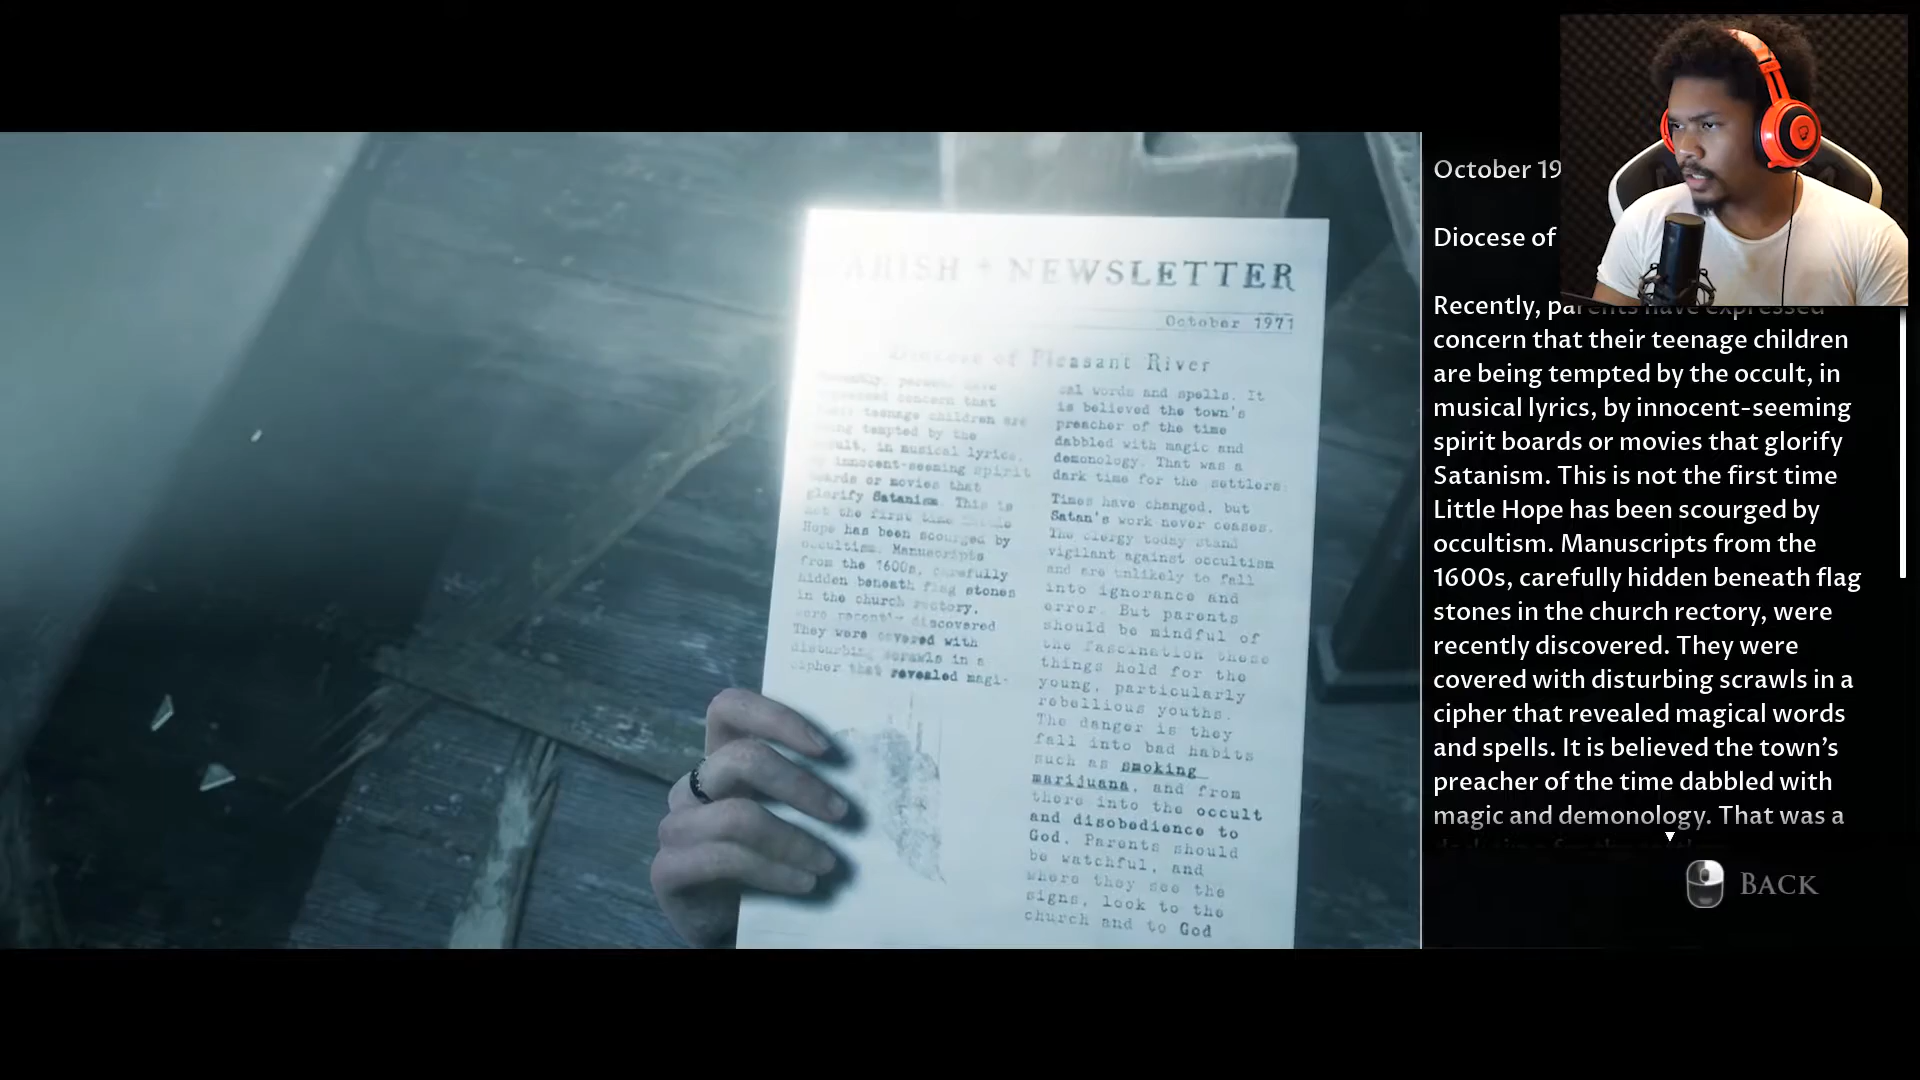 ARISH + NEWSLETTER
October 1971
Diocese of Pleasant River
Recently, parents have
expressed concern that
their teenage children are
being tempted by the
occult, in musical lyrics,
by innocent-seeming spirit
boards or movies that
glorify Satanism. This is
not the first time Little
Hope has been scourged by
occultism. Manuscripts
from the 1600s, carefully
hidden beneath flag stones
in the church rectory,
were recently discovered
They were covered with
disturbing scrawls in a
cipher that revealed magi-
cal words and spells. It
is believed the town's
preacher of the time
dabbled with magic and
demonology. That was a
dark time for the settlers.
Times have changed, but
Satan's work never ceases.
The clergy today stand
vigilant against occultism
and are unlikely to fall
into ignorance and
error. But parents
should be mindful of
the fascination these
things hold for the
young, particularly
rebellious youths.
The danger is they
fall into bad habits
such as smoking
marijuana, and from
there into the occult
and disobedience to
God. Parents should
be watchful, and
where they see the
signs, look to the
church and to God
October 19
Diocese of
Recently, parents have expressed
concern that their teenage children
are being tempted by the occult, in
musical lyrics, by innocent-seeming
spirit boards or movies that glorify
Satanism. This is not the first time
Little Hope has been scourged by
occultism. Manuscripts from the
1600s, carefully hidden beneath flag
stones in the church rectory, were
recently discovered. They were
covered with disturbing scrawls in a
cipher that revealed magical words
and spells. It is believed the town's
preacher of the time dabbled with
magic and demonology. That was a
BACK